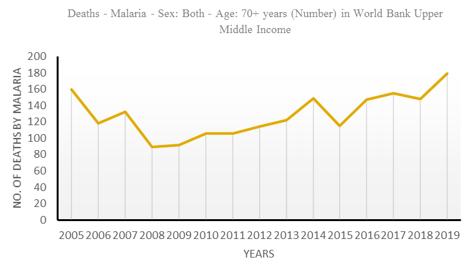 Deaths - Malaria - Sex: Both - Age: 70+ years (Number) in World Bank Upper
Middle Income
NO. OF DEATHS BY MALARIA
200
180
160
140
120
100
80
60
40
20
0
2005 2006 2007 2008 2009 2010 2011 2012 2013 2014 2015 2016 2017 2018 2019
YEARS